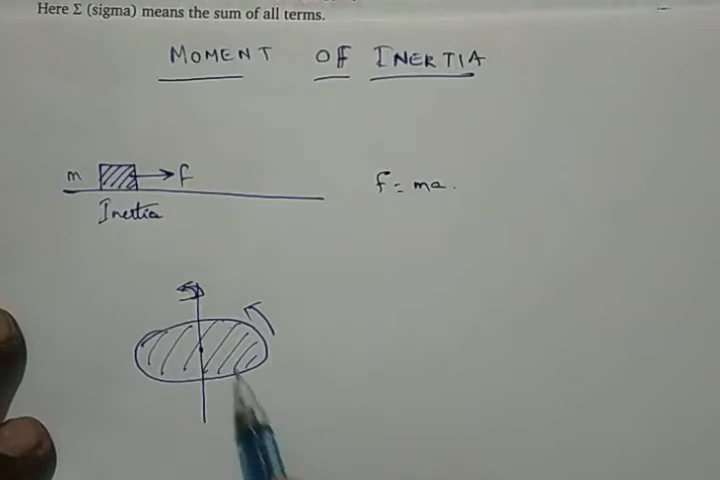 Here Σ (sigma) means the sum of all terms.
MOMENT OF INERTIA
m F
F = ma.
Inertia